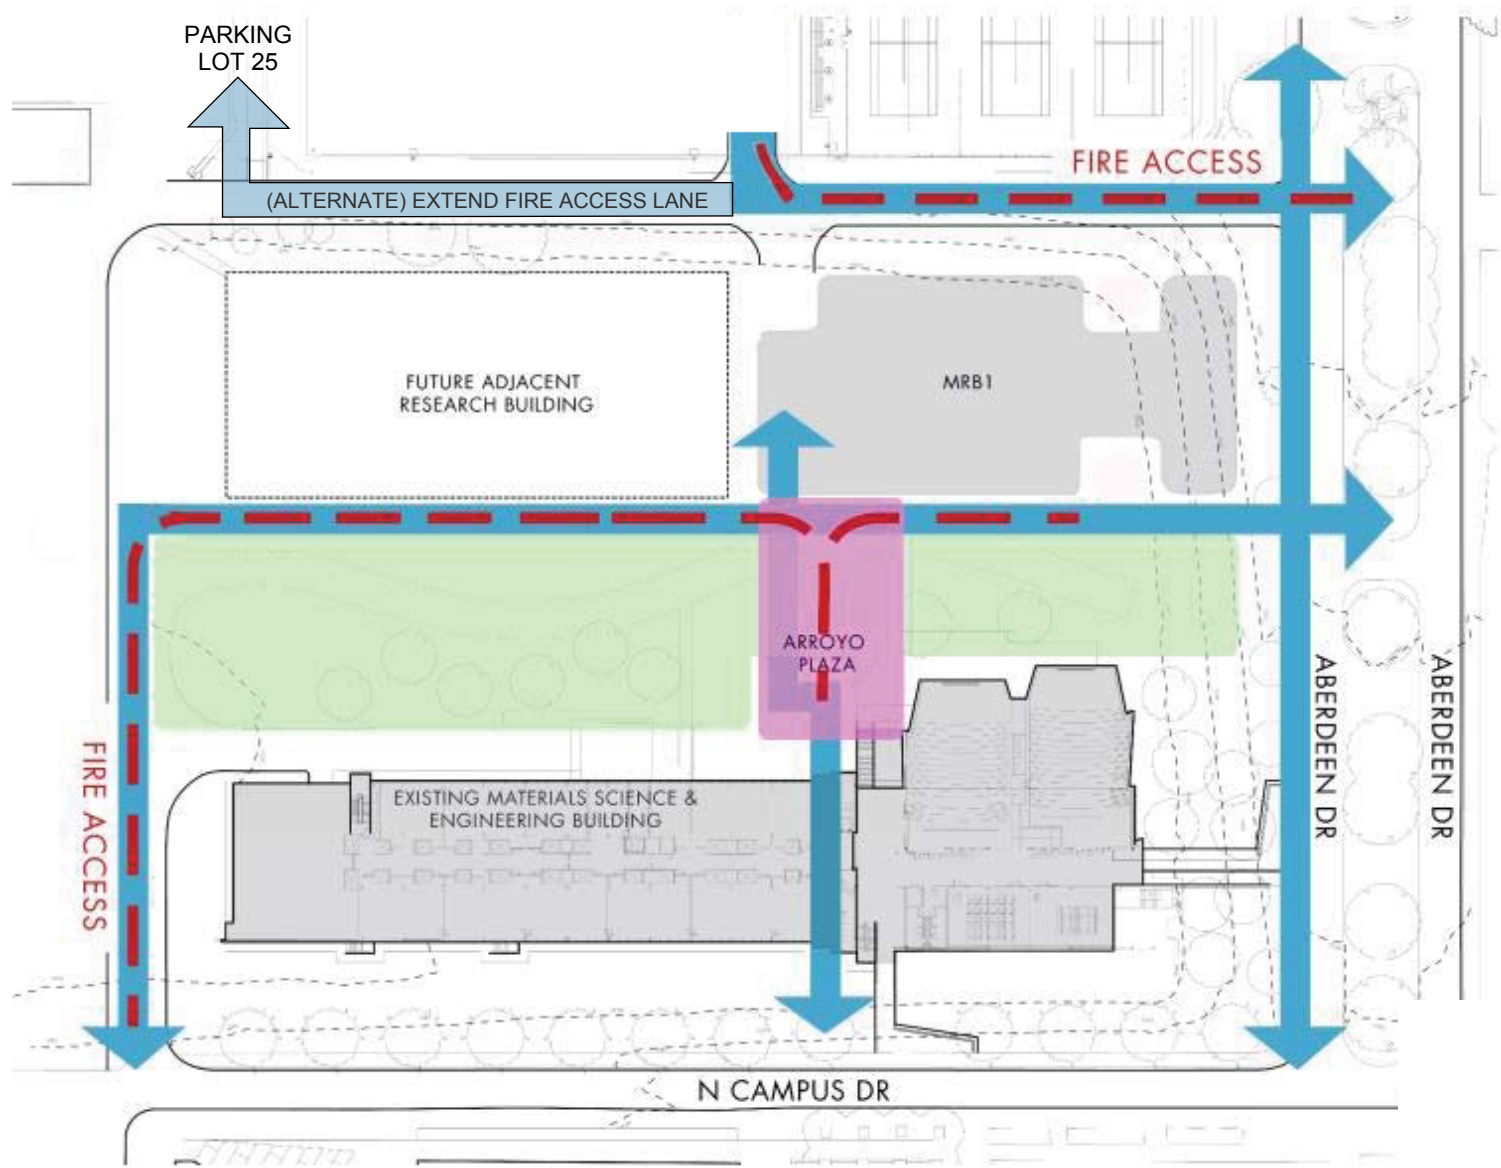 PARKING
LOT 25
FIRE ACCESS
(ALTERNATE) EXTEND FIRE ACCESS LANE
FUTURE ADJACENT
RESEARCH BUILDING
MRB1
ARROYO
PLAZA
ABERDEEN DR
ABERDEEN DR
FIRE ACCESS
EXISTING MATERIALS SCIENCE &
ENGINEERING BUILDING
N CAMPUS DR